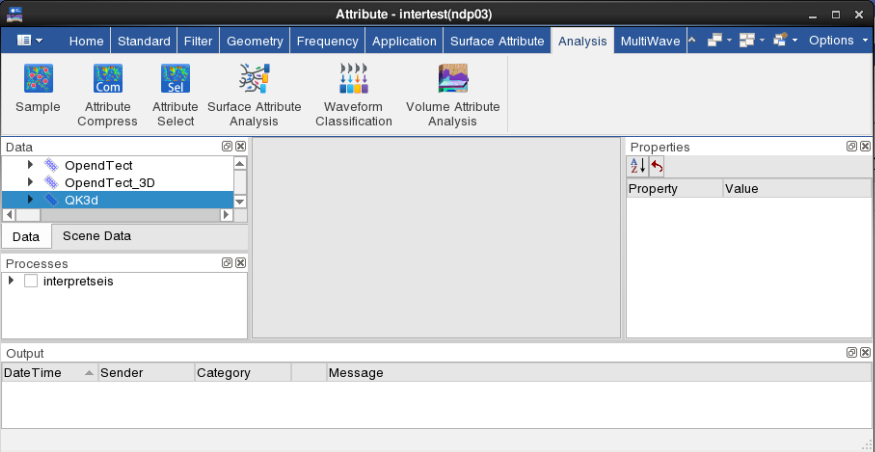 Attribute - intertest(ndp03)
Home Standard Filter Geometry Frequency Application Surface Attribute Analysis MultiWave Options
Com Sel
Sample Attribute Attribute Surface Attribute Waveform Volume Attribute
Compress Select Analysis Classification Analysis
Data Properties
OpendTect
OpendTect_3D
QK3d
Property Value
Data Scene Data
Processes
interpretseis
Output
DateTime Sender Category Message